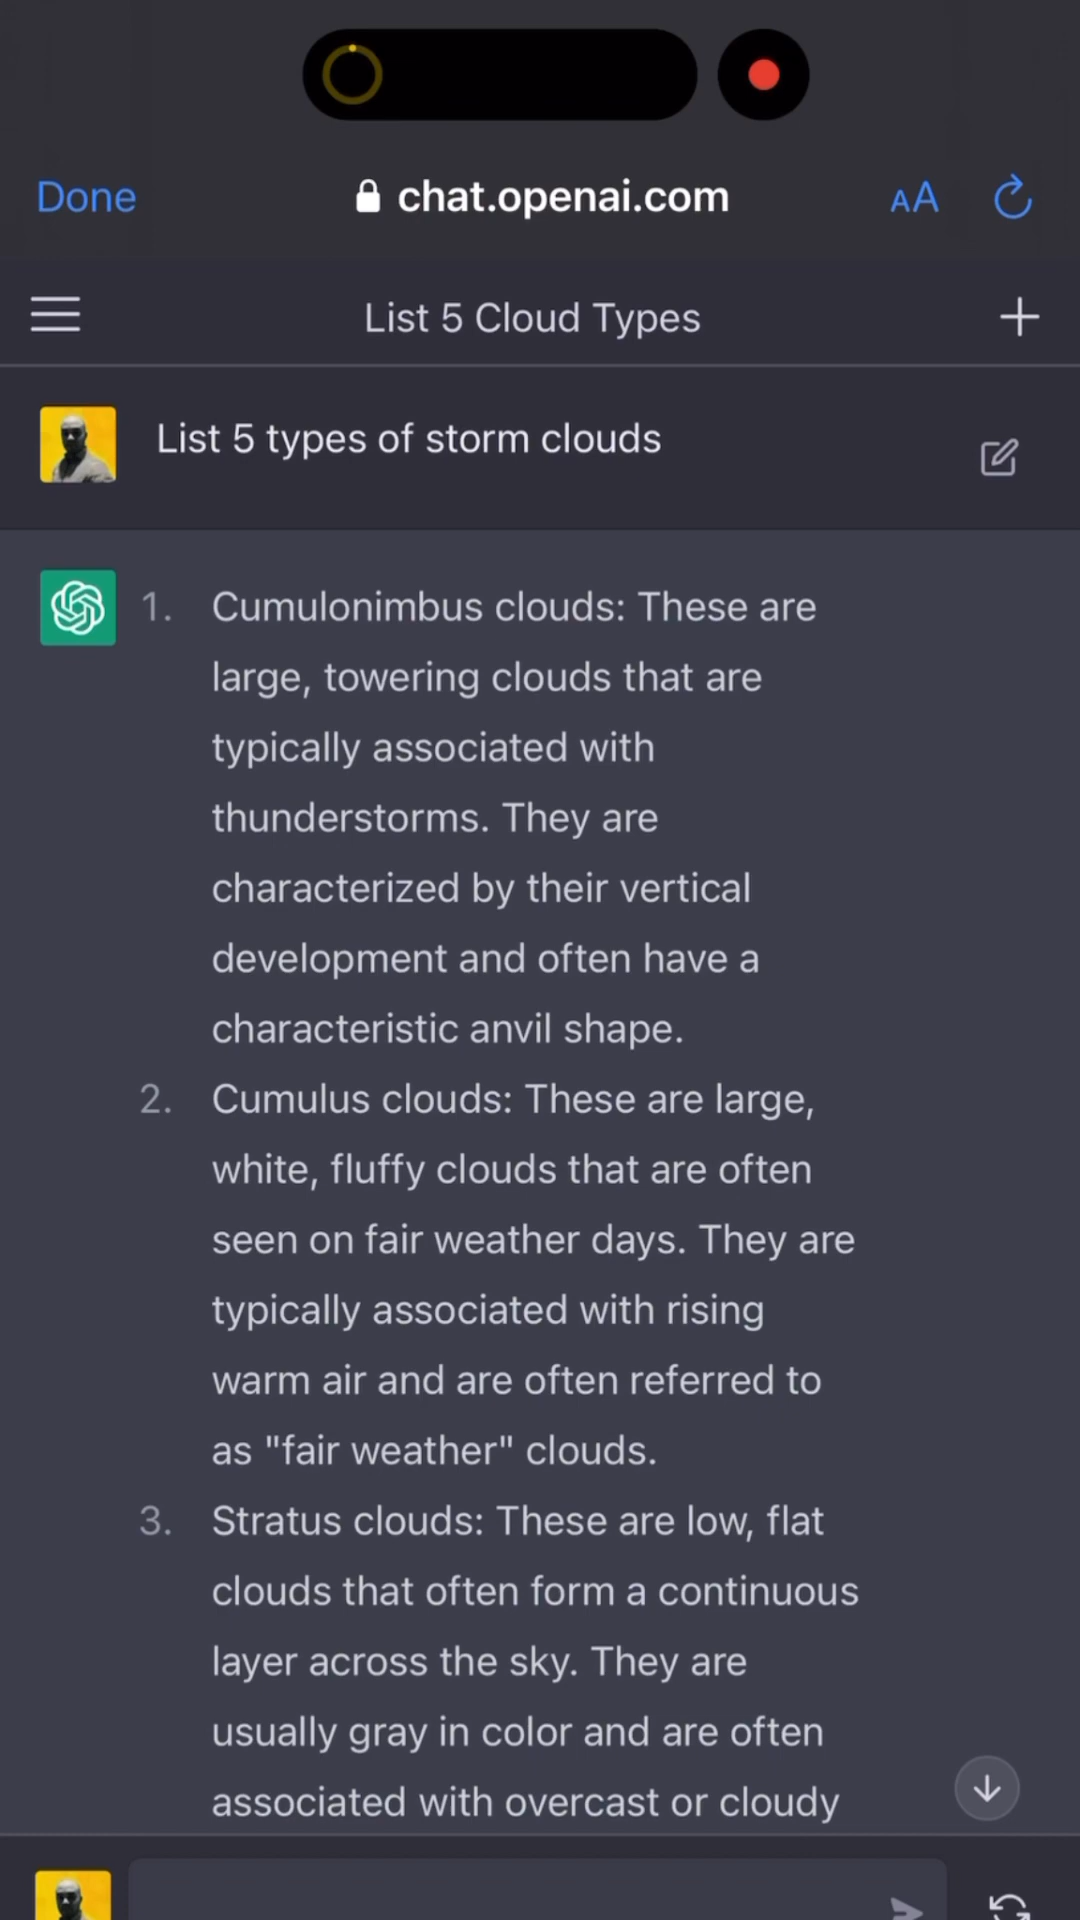 Done
chat.openai.com
AA
List 5 Cloud Types
List 5 types of storm clouds
1. Cumulonimbus clouds: These are
large, towering clouds that are
typically associated with
thunderstorms. They are
characterized by their vertical
development and often have a
characteristic anvil shape.
2. Cumulus clouds: These are large,
white, fluffy clouds that are often
seen on fair weather days. They are
typically associated with rising
warm air and are often referred to
as "fair weather" clouds.
3. Stratus clouds: These are low, flat
clouds that often form a continuous
layer across the sky. They are
usually gray in color and are often
associated with overcast or cloudy